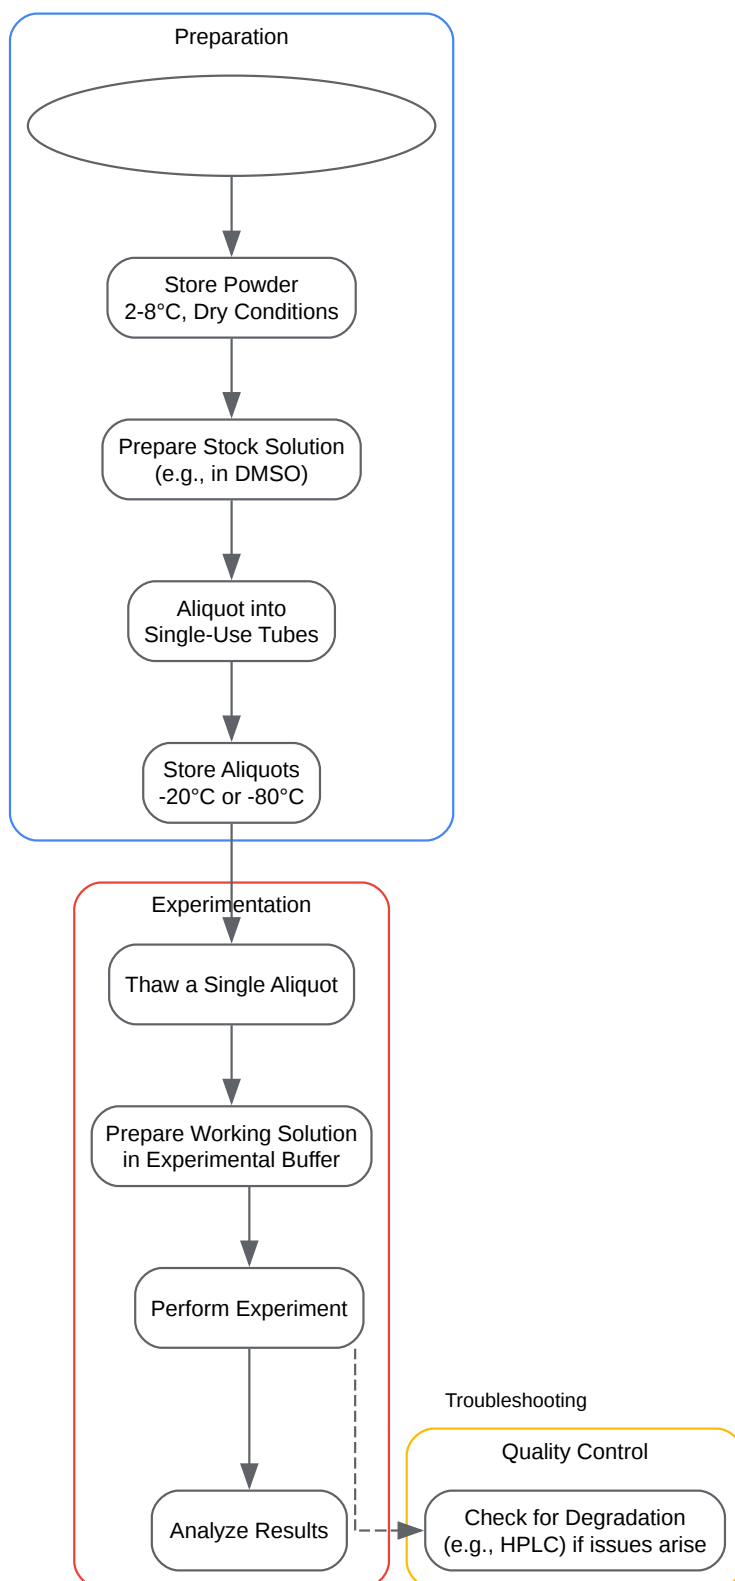 Preparation
Store Powder
2-8°C, Dry Conditions
Prepare Stock Solution
(e.g., in DMSO)
Aliquot into
Single-Use Tubes
Store Aliquots
-20°C or -80°C
Experimentation
Thaw a Single Aliquot
Prepare Working Solution
in Experimental Buffer
Perform Experiment
Troubleshooting
Quality Control
Analyze Results
Check for Degradation
(e.g., HPLC) if issues arise